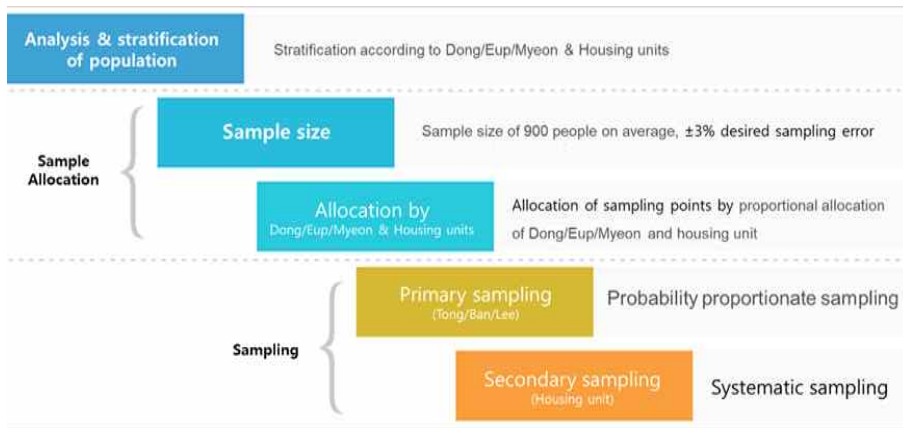 Analysis & stratification
of population
Stratification according to Dong/Eup/Myeon & Housing units
Sample
Allocation
Sample size
Sample size of 900 people on average, ±3% desired sampling error
Allocation by
Dong/Eup/Myeon & Housing units
Allocation of sampling points by proportional allocation
of Dong/Eup/Myeon and housing unit
Sampling
Primary sampling
(Tong/Ban/Lee)
Probability proportionate sampling
Secondary sampling
(Housing unit)
Systematic sampling